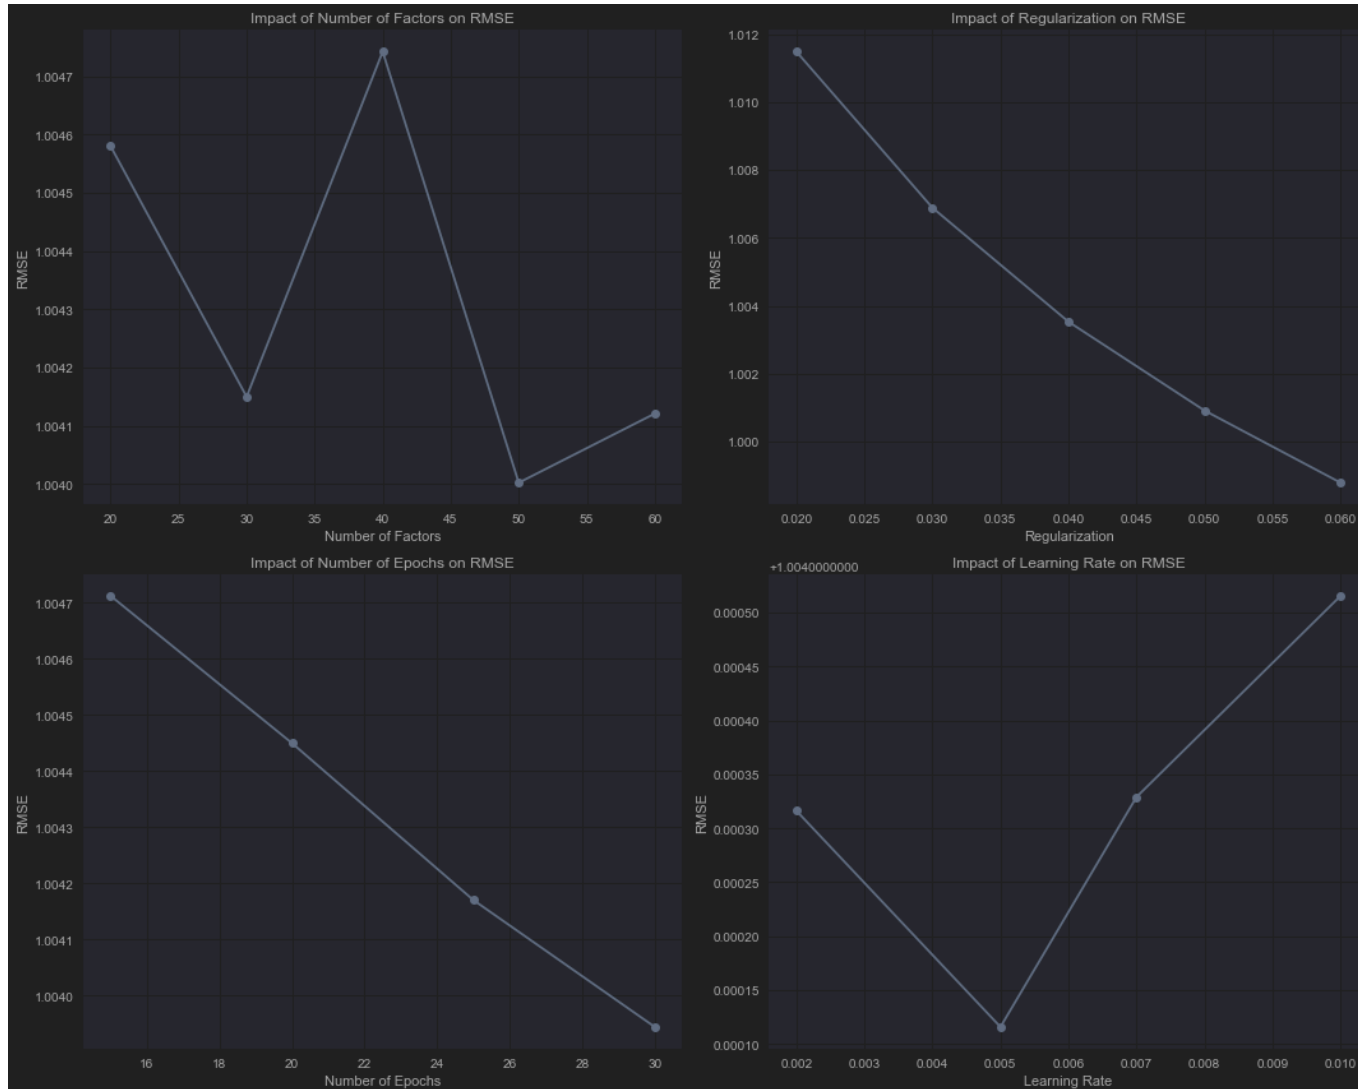 Impact of Number of Factors on RMSE
RMSE
1.0047
1.0046
1.0045
1.0044
1.0043
1.0042
1.0041
1.0040
20 25 30 35 40 45 50 55 60
Number of Factors
Impact of Regularization on RMSE
RMSE
1.012
1.010
1.008
1.006
1.004
1.002
1.000
0.020 0.025 0.030 0.035 0.040 0.045 0.050 0.055 0.060
Regularization
Impact of Number of Epochs on RMSE
RMSE
1.0047
1.0046
1.0045
1.0044
1.0043
1.0042
1.0041
1.0040
16 18 20 22 24 26 28 30
Number of Epochs
Impact of Learning Rate on RMSE
+1.0040000000
RMSE
0.00050
0.00045
0.00040
0.00035
0.00030
0.00025
0.00020
0.00015
0.00010
0.002 0.003 0.004 0.005 0.006 0.007 0.008 0.009 0.010
Learning Rate